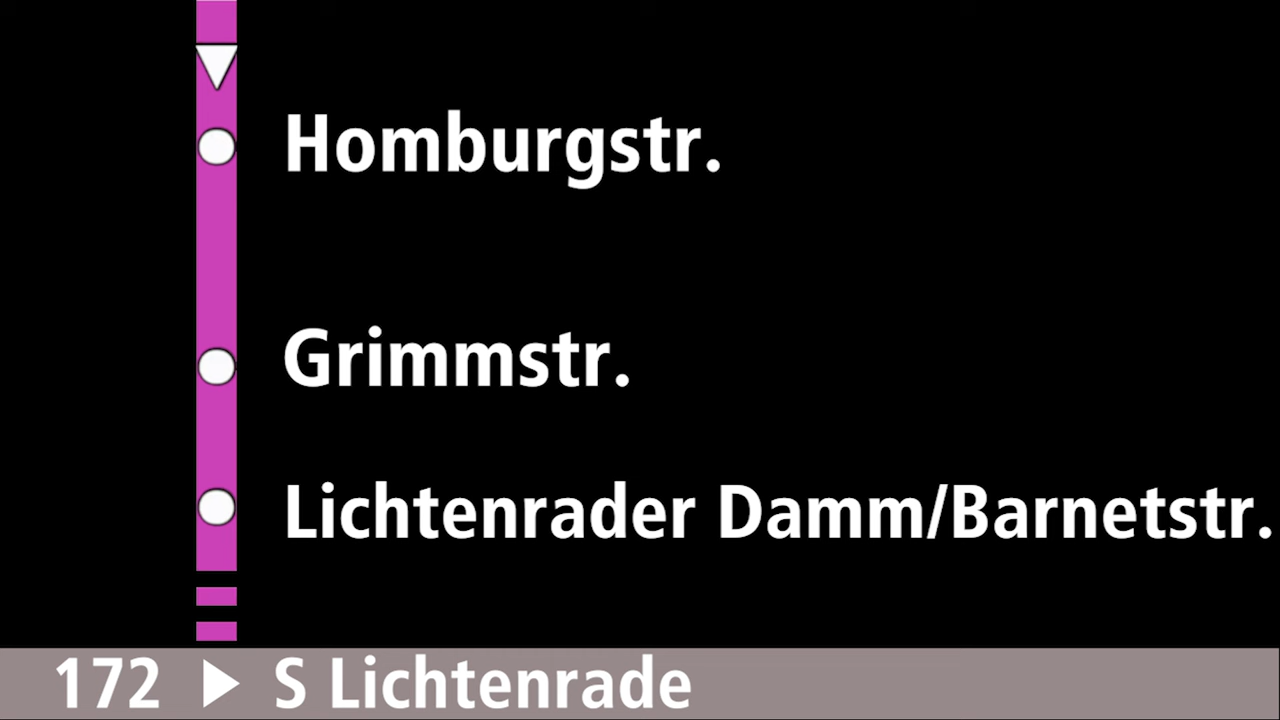 Homburgstr.
Grimmstr.
Lichtenrader Damm/Barnetstr.
172 ▶ S Lichtenrade